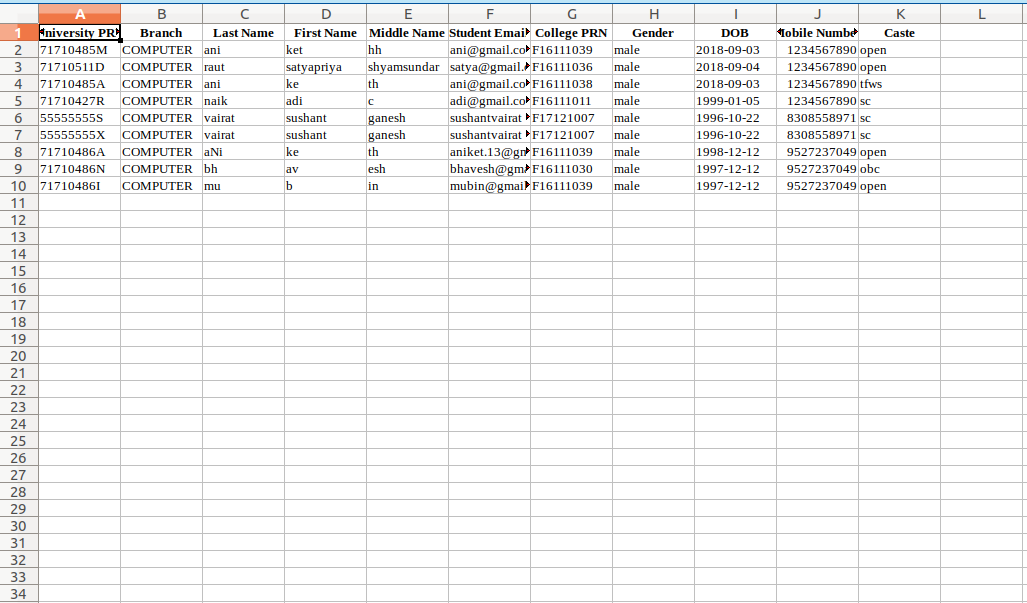 A B C D E F G H I J K L
1 niversity PR Branch Last Name First Name Middle Name Student Emai College PRN Gender DOB Iobile Numbe Caste
2 71710485M COMPUTER ani ket hh ani@gmail.co F16111039 male 2018-09-03 1234567890 open
3 71710511D COMPUTER raut satyapriya shyamsundar satya@gmail. F16111036 male 2018-09-04 1234567890 open
4 71710485A COMPUTER ani ke th ani@gmail.co F16111038 male 2018-09-03 1234567890 tfws
5 71710427R COMPUTER naik adi c adi@gmail.co F16111011 male 1999-01-05 1234567890 sc
6 55555555S COMPUTER vairat sushant ganesh sushantvairat F17121007 male 1996-10-22 8308558971 sc
7 55555555X COMPUTER vairat sushant ganesh sushantvairat F17121007 male 1996-10-22 8308558971 sc
8 71710486A COMPUTER aNi ke th aniket.13@gn F16111039 male 1998-12-12 9527237049 open
9 71710486N COMPUTER bh av esh bhavesh@gm F16111030 male 1997-12-12 9527237049 obc
10 71710486I COMPUTER mu b in mubin@gmai F16111039 male 1997-12-12 9527237049 open
11
12
13
14
15
16
17
18
19
20
21
22
23
24
25
26
27
28
29
30
31
32
33
34